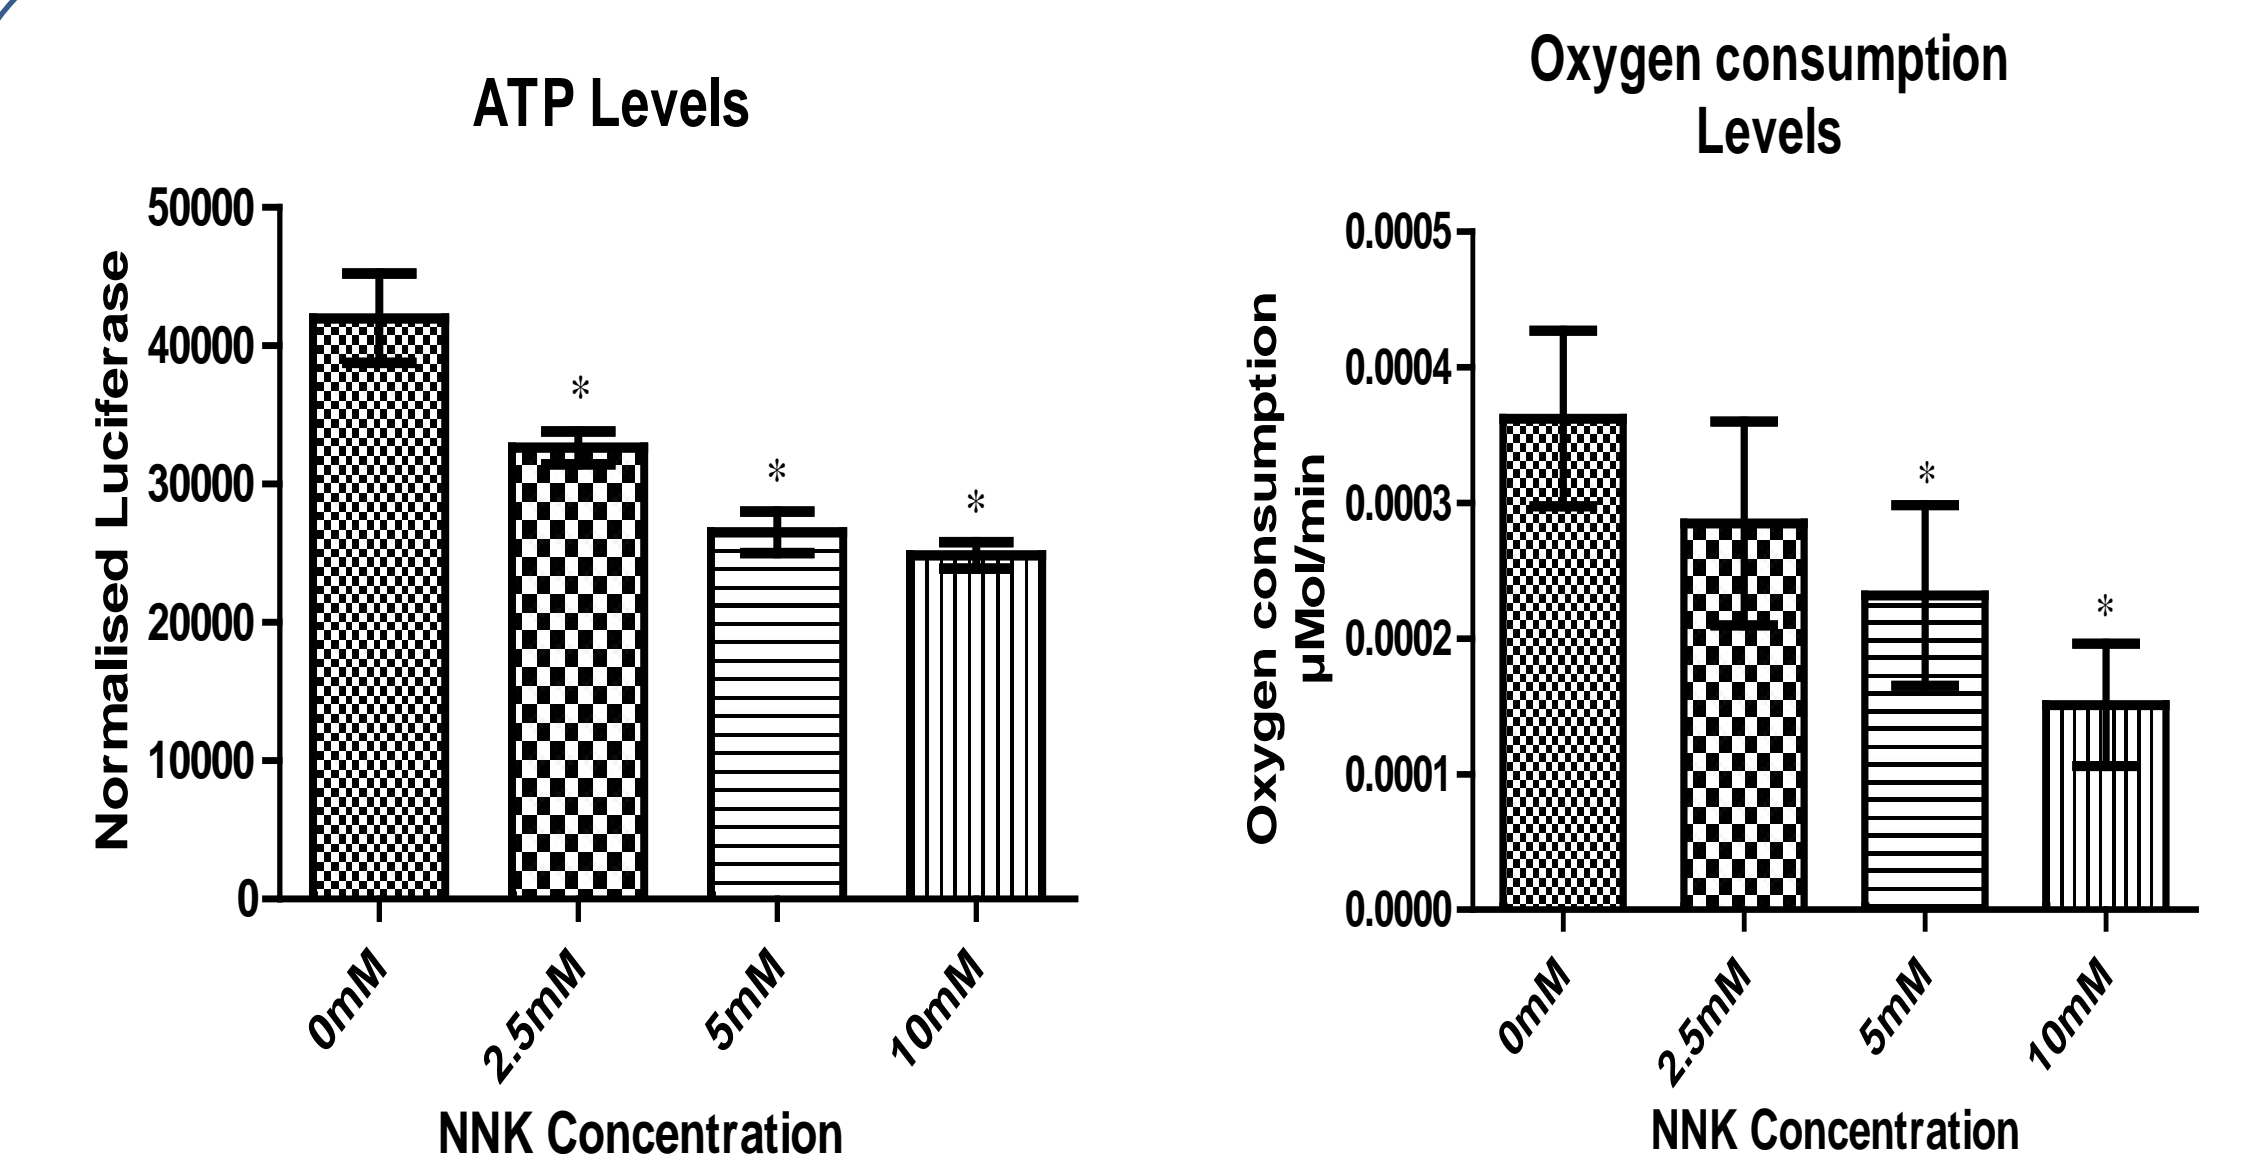 ATP Levels
50000
40000
30000
20000
10000
0
Normalised Luciferase
*
*
*
0mM
2.5mM
5mM
10mM
NNK Concentration
Oxygen consumption
Levels
0.0005
0.0004
0.0003
0.0002
0.0001
0.0000
Oxygen consumption
µMol/min
*
*
0mM
2.5mM
5mM
10mM
NNK Concentration